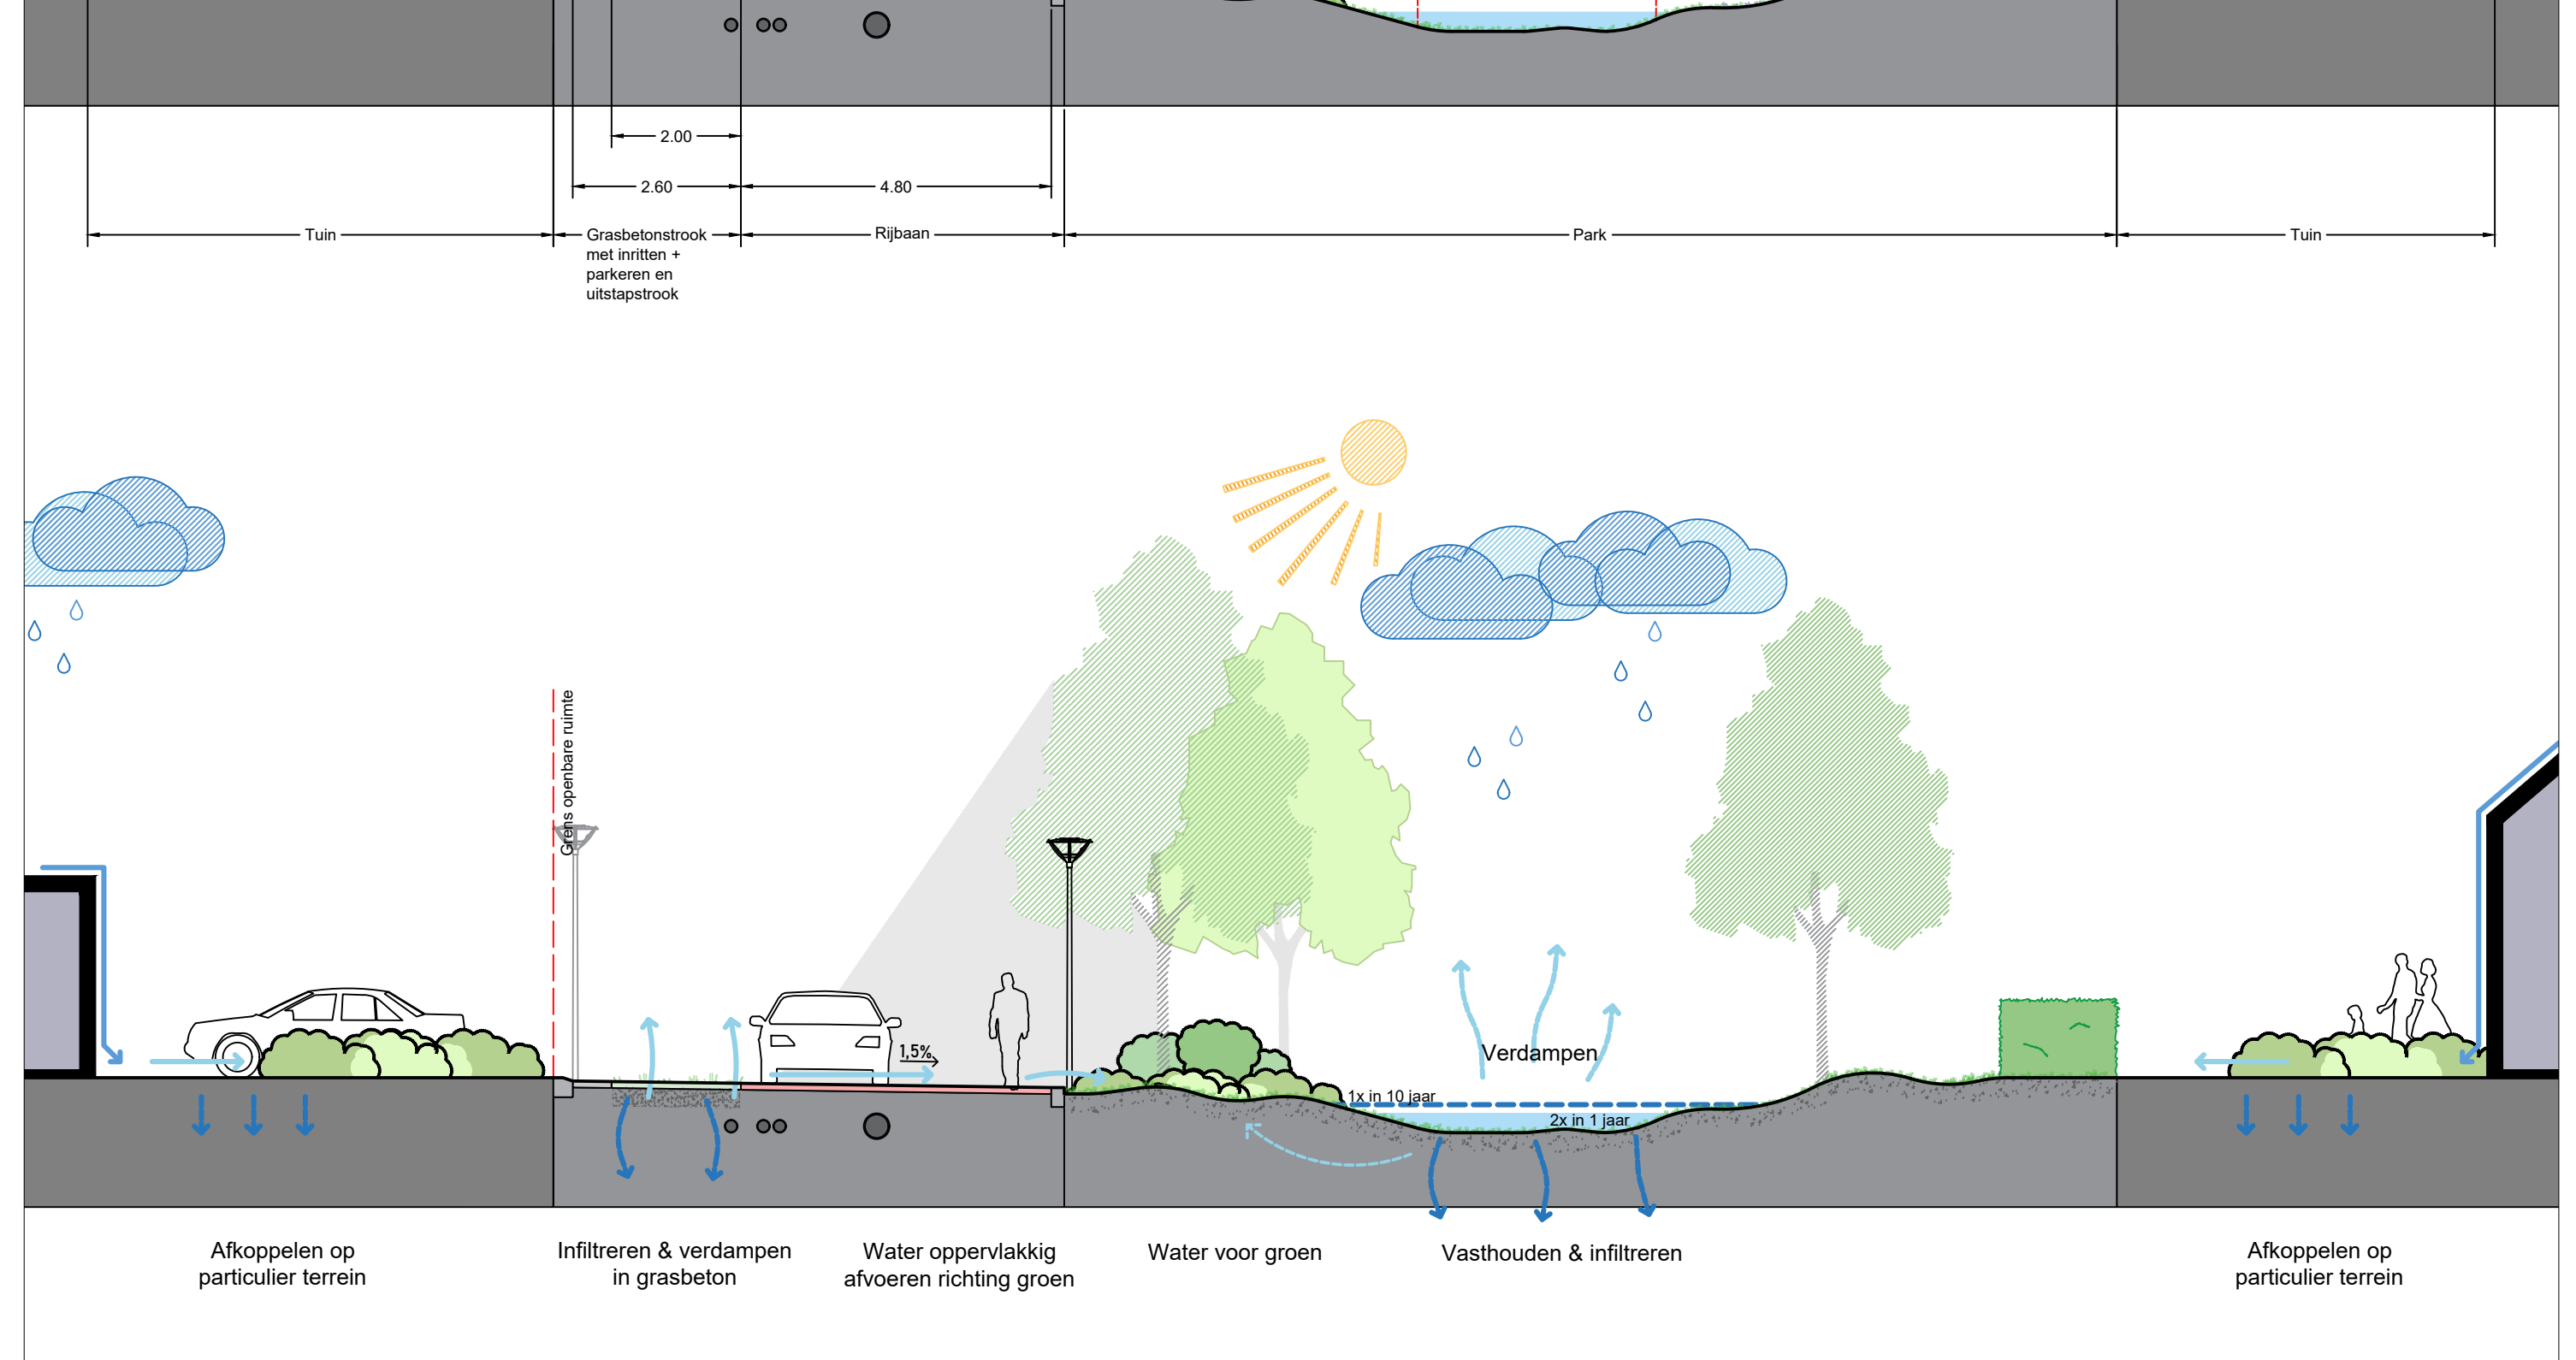 2.00
2.60
4.80
Tuin
Grasbetonstrook
met inritten +
parkeren en
uitstapstrook
Rijbaan
Park
Tuin
Grens openbare ruimte
1,5%
Verdampen
1x in 10 jaar
2x in 1 jaar
Afkoppelen op
particulier terrein
Infiltreren & verdampen
in grasbeton
Water oppervlakkig
afvoeren richting groen
Water voor groen
Vasthouden & infiltreren
Afkoppelen op
particulier terrein